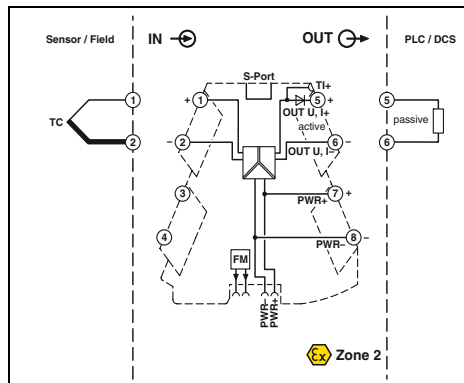 Sensor / Field
IN
OUT
PLC / DCS
S-Port
TI+
1
+ 1
5 +
5
OUT U, I+
TC
active
passive
2
– 2
6 –
6
OUT U, I–
3
7 +
PWR+
4
8 –
PWR–
FM
PWR–
PWR+
Ex Zone 2